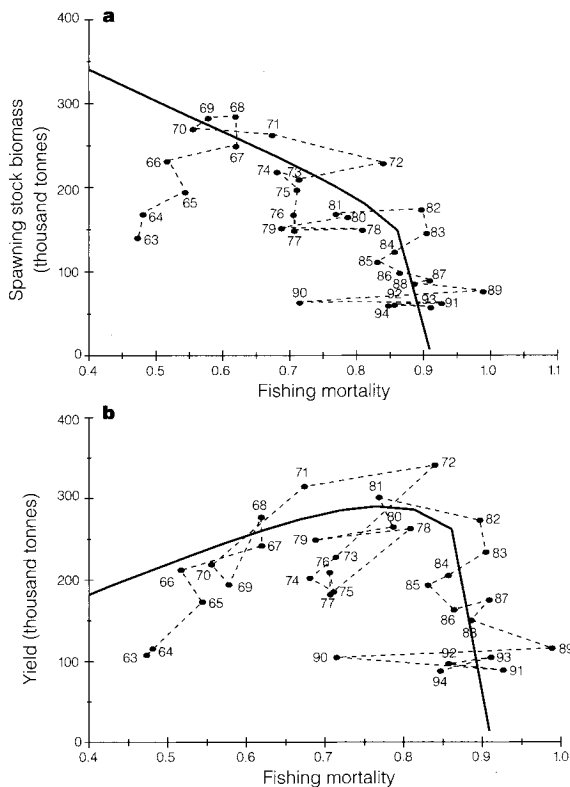 a
400
300
200
100
0
Spawning stock biomass
(thousand tonnes)
69 68
70 71
67
66 72
74 73
65 75
64 76 81 80 82
63 79 77 78 83
84
85
86 87
88 89
90 92 93 91
94
0.4 0.5 0.6 0.7 0.8 0.9 1.0 1.1
Fishing mortality
b
400
300
200
100
0
Yield (thousand tonnes)
72
71
81
68
80 82
79 78
67 83
70 76 73
66 84
69 74 75 85
65 77 87
86
88
64 89
63 90 92 93
94 91
0.4 0.5 0.6 0.7 0.8 0.9 1.0
Fishing mortality